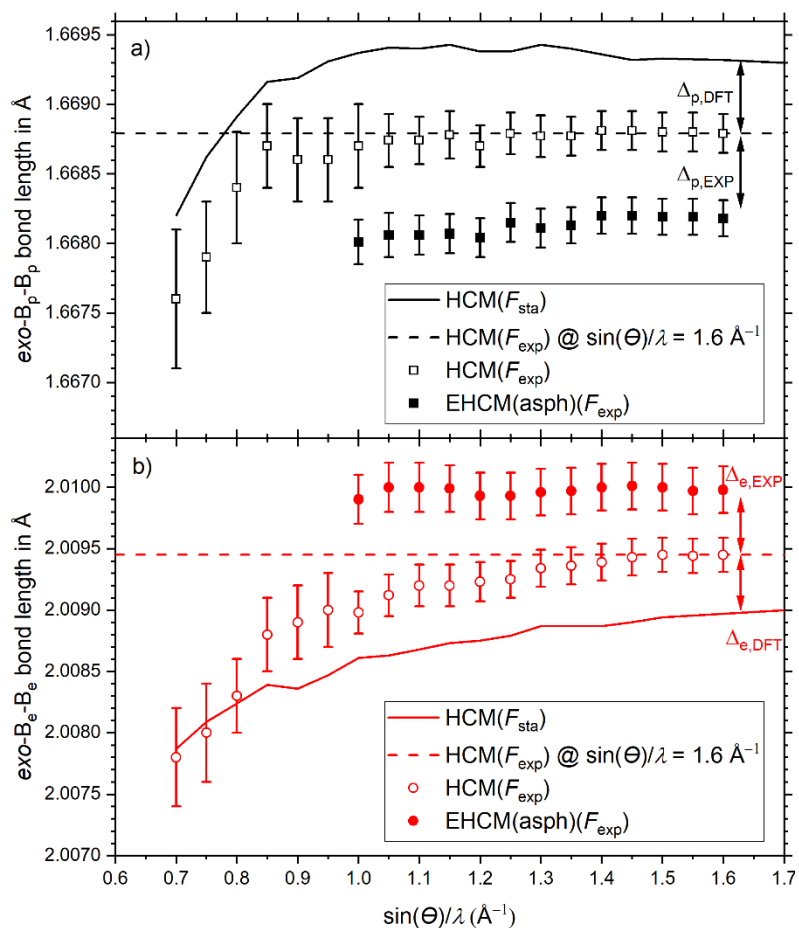 a)
exo-Bp-Bp bond length in Å
1.6695
1.6690
1.6685
1.6680
1.6675
1.6670
Δp,DFT
Δp,EXP
HCM(Fsta)
HCM(Fexp) @ sin(Θ)/λ = 1.6 Å⁻¹
HCM(Fexp)
EHCM(asph)(Fexp)
b)
exo-Be-Be bond length in Å
2.0100
2.0095
2.0090
2.0085
2.0080
2.0075
2.0070
Δe,EXP
Δe,DFT
HCM(Fsta)
HCM(Fexp) @ sin(Θ)/λ = 1.6 Å⁻¹
HCM(Fexp)
EHCM(asph)(Fexp)
0.6 0.7 0.8 0.9 1.0 1.1 1.2 1.3 1.4 1.5 1.6 1.7
sin(Θ)/λ (Å⁻¹)